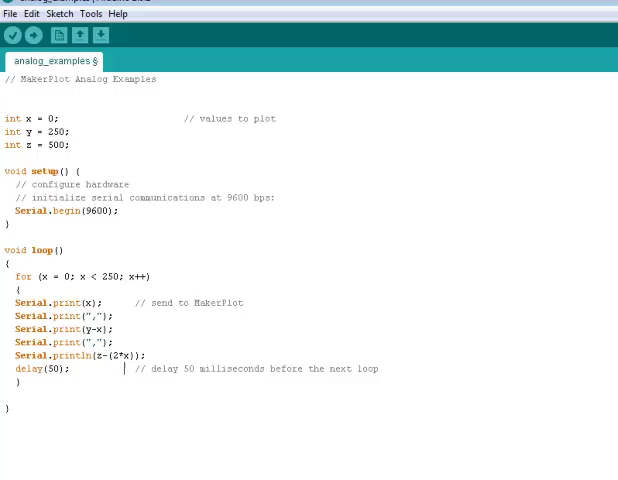 File Edit Sketch Tools Help
analog_examples §
// MakerPlot Analog Examples
int x = 0; // values to plot
int y = 250;
int z = 500;
void setup() {
// configure hardware
// initialize serial communications at 9600 bps:
Serial.begin(9600);
}
void loop()
{
for (x = 0; x < 250; x++)
{
Serial.print(x); // send to MakerPlot
Serial.print(",");
Serial.print(y-x);
Serial.print(",");
Serial.println(z-(2*x));
delay(50); // delay 50 milliseconds before the next loop
}
}